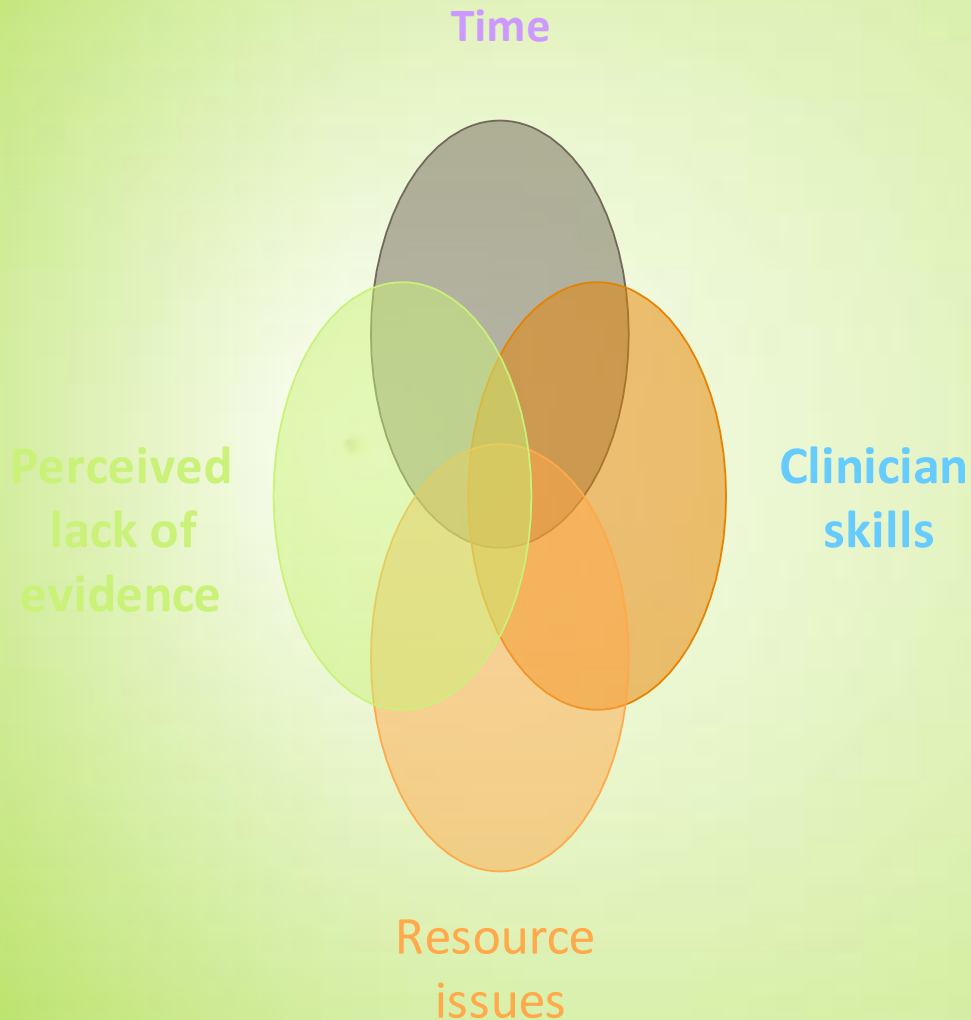 Time
Perceived
lack of
evidence
Clinician
skills
Resource
issues